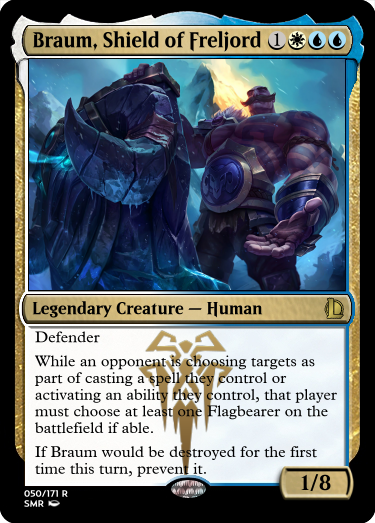 Braum, Shield of Freljord 1
Legendary Creature — Human
Defender
While an opponent is choosing targets as
part of casting a spell they control or
activating an ability they control, that player
must choose at least one Flagbearer on the
battlefield if able.
If Braum would be destroyed for the first
time this turn, prevent it.
1/8
050/171 R
SMR